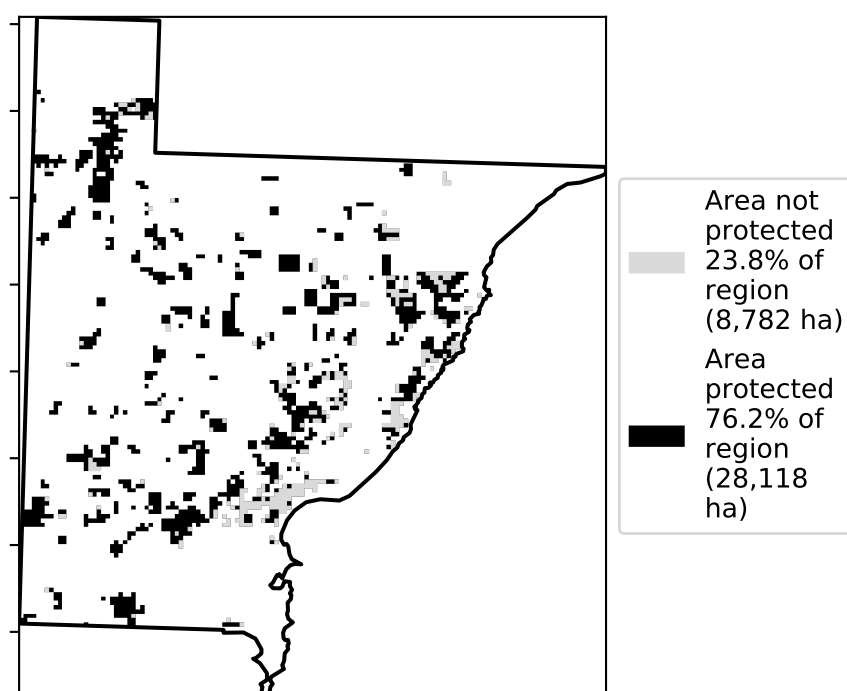 Area not
protected
23.8% of
region
(8,782 ha)
Area
protected
76.2% of
region
(28,118
ha)